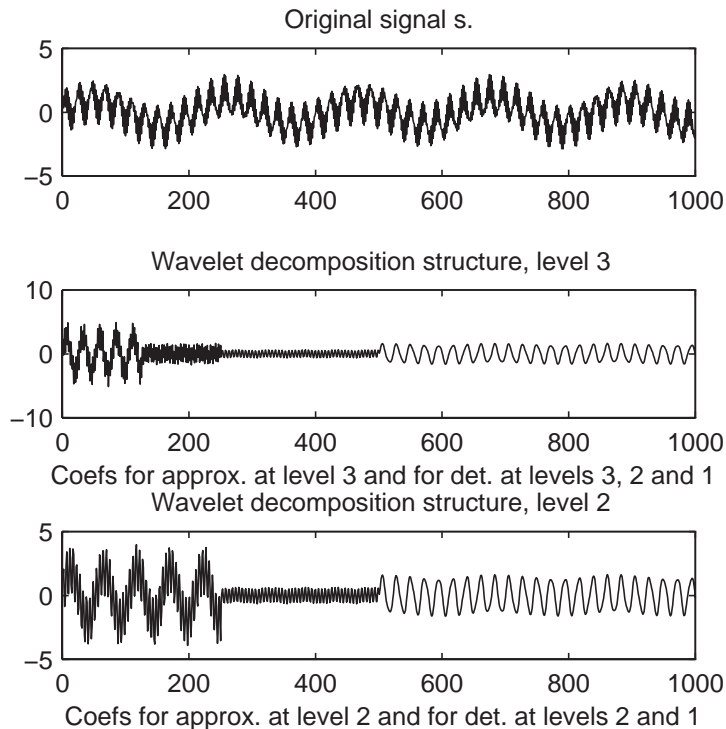 Original signal s.
5
0
−5
0 200 400 600 800 1000
Wavelet decomposition structure, level 3
10
0
−10
0 200 400 600 800 1000
Coefs for approx. at level 3 and for det. at levels 3, 2 and 1
Wavelet decomposition structure, level 2
5
0
−5
0 200 400 600 800 1000
Coefs for approx. at level 2 and for det. at levels 2 and 1